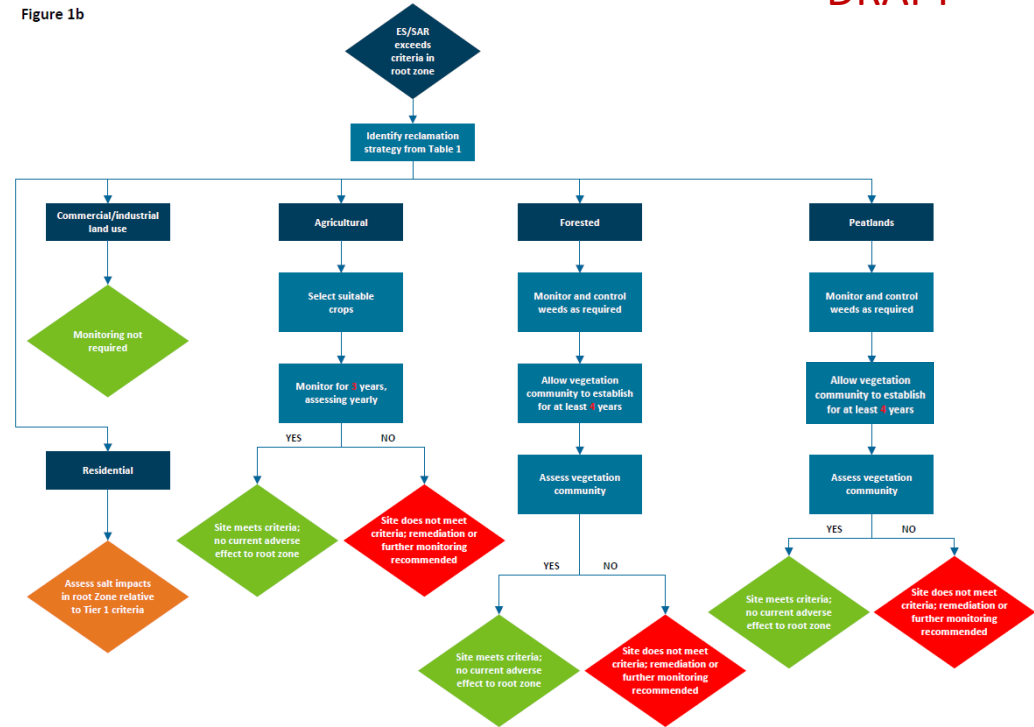 Figure 1b
DRAFT
ES/SAR
exceeds
criteria in
root zone
Identify reclamation
strategy from Table 1
Commercial/industrial
land use
Agricultural
Forested
Peatlands
Monitoring not
required
Select suitable
crops
Monitor and control
weeds as required
Monitor and control
weeds as required
Monitor for 3 years,
assessing yearly
Allow vegetation
community to establish
for at least years
Allow vegetation
community to establish
for at least 4 years
YES
NO
Residential
Assess vegetation
community
Assess vegetation
community
Site meets criteria;
no current adverse
effect to root zone
Site does not meet
criteria; remediation or
further monitoring
recommended
YES
NO
Assess salt impacts
in root Zone relative
to Tier 1 criteria
YES
NO
Site meets criteria;
no current adverse
effect to root zone
Site does not meet
criteria; remediation or
further monitoring
recommended
Site meets criteria;
no current adverse
effect to root zone
Site does not meet
criteria; remediation or
further monitoring
recommended